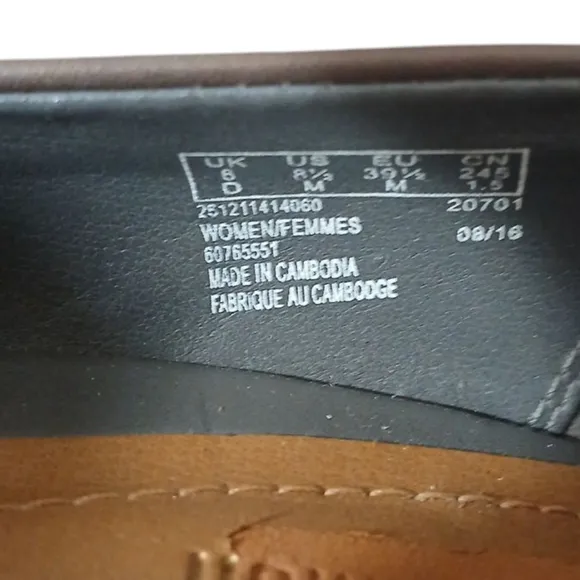 UK US EU CN
6 8½ 39½ 245
D M M 1.5
261211414060 20701
WOMEN/FEMMES 08/16
60765551
MADE IN CAMBODIA
FABRIQUE AU CAMBODGE